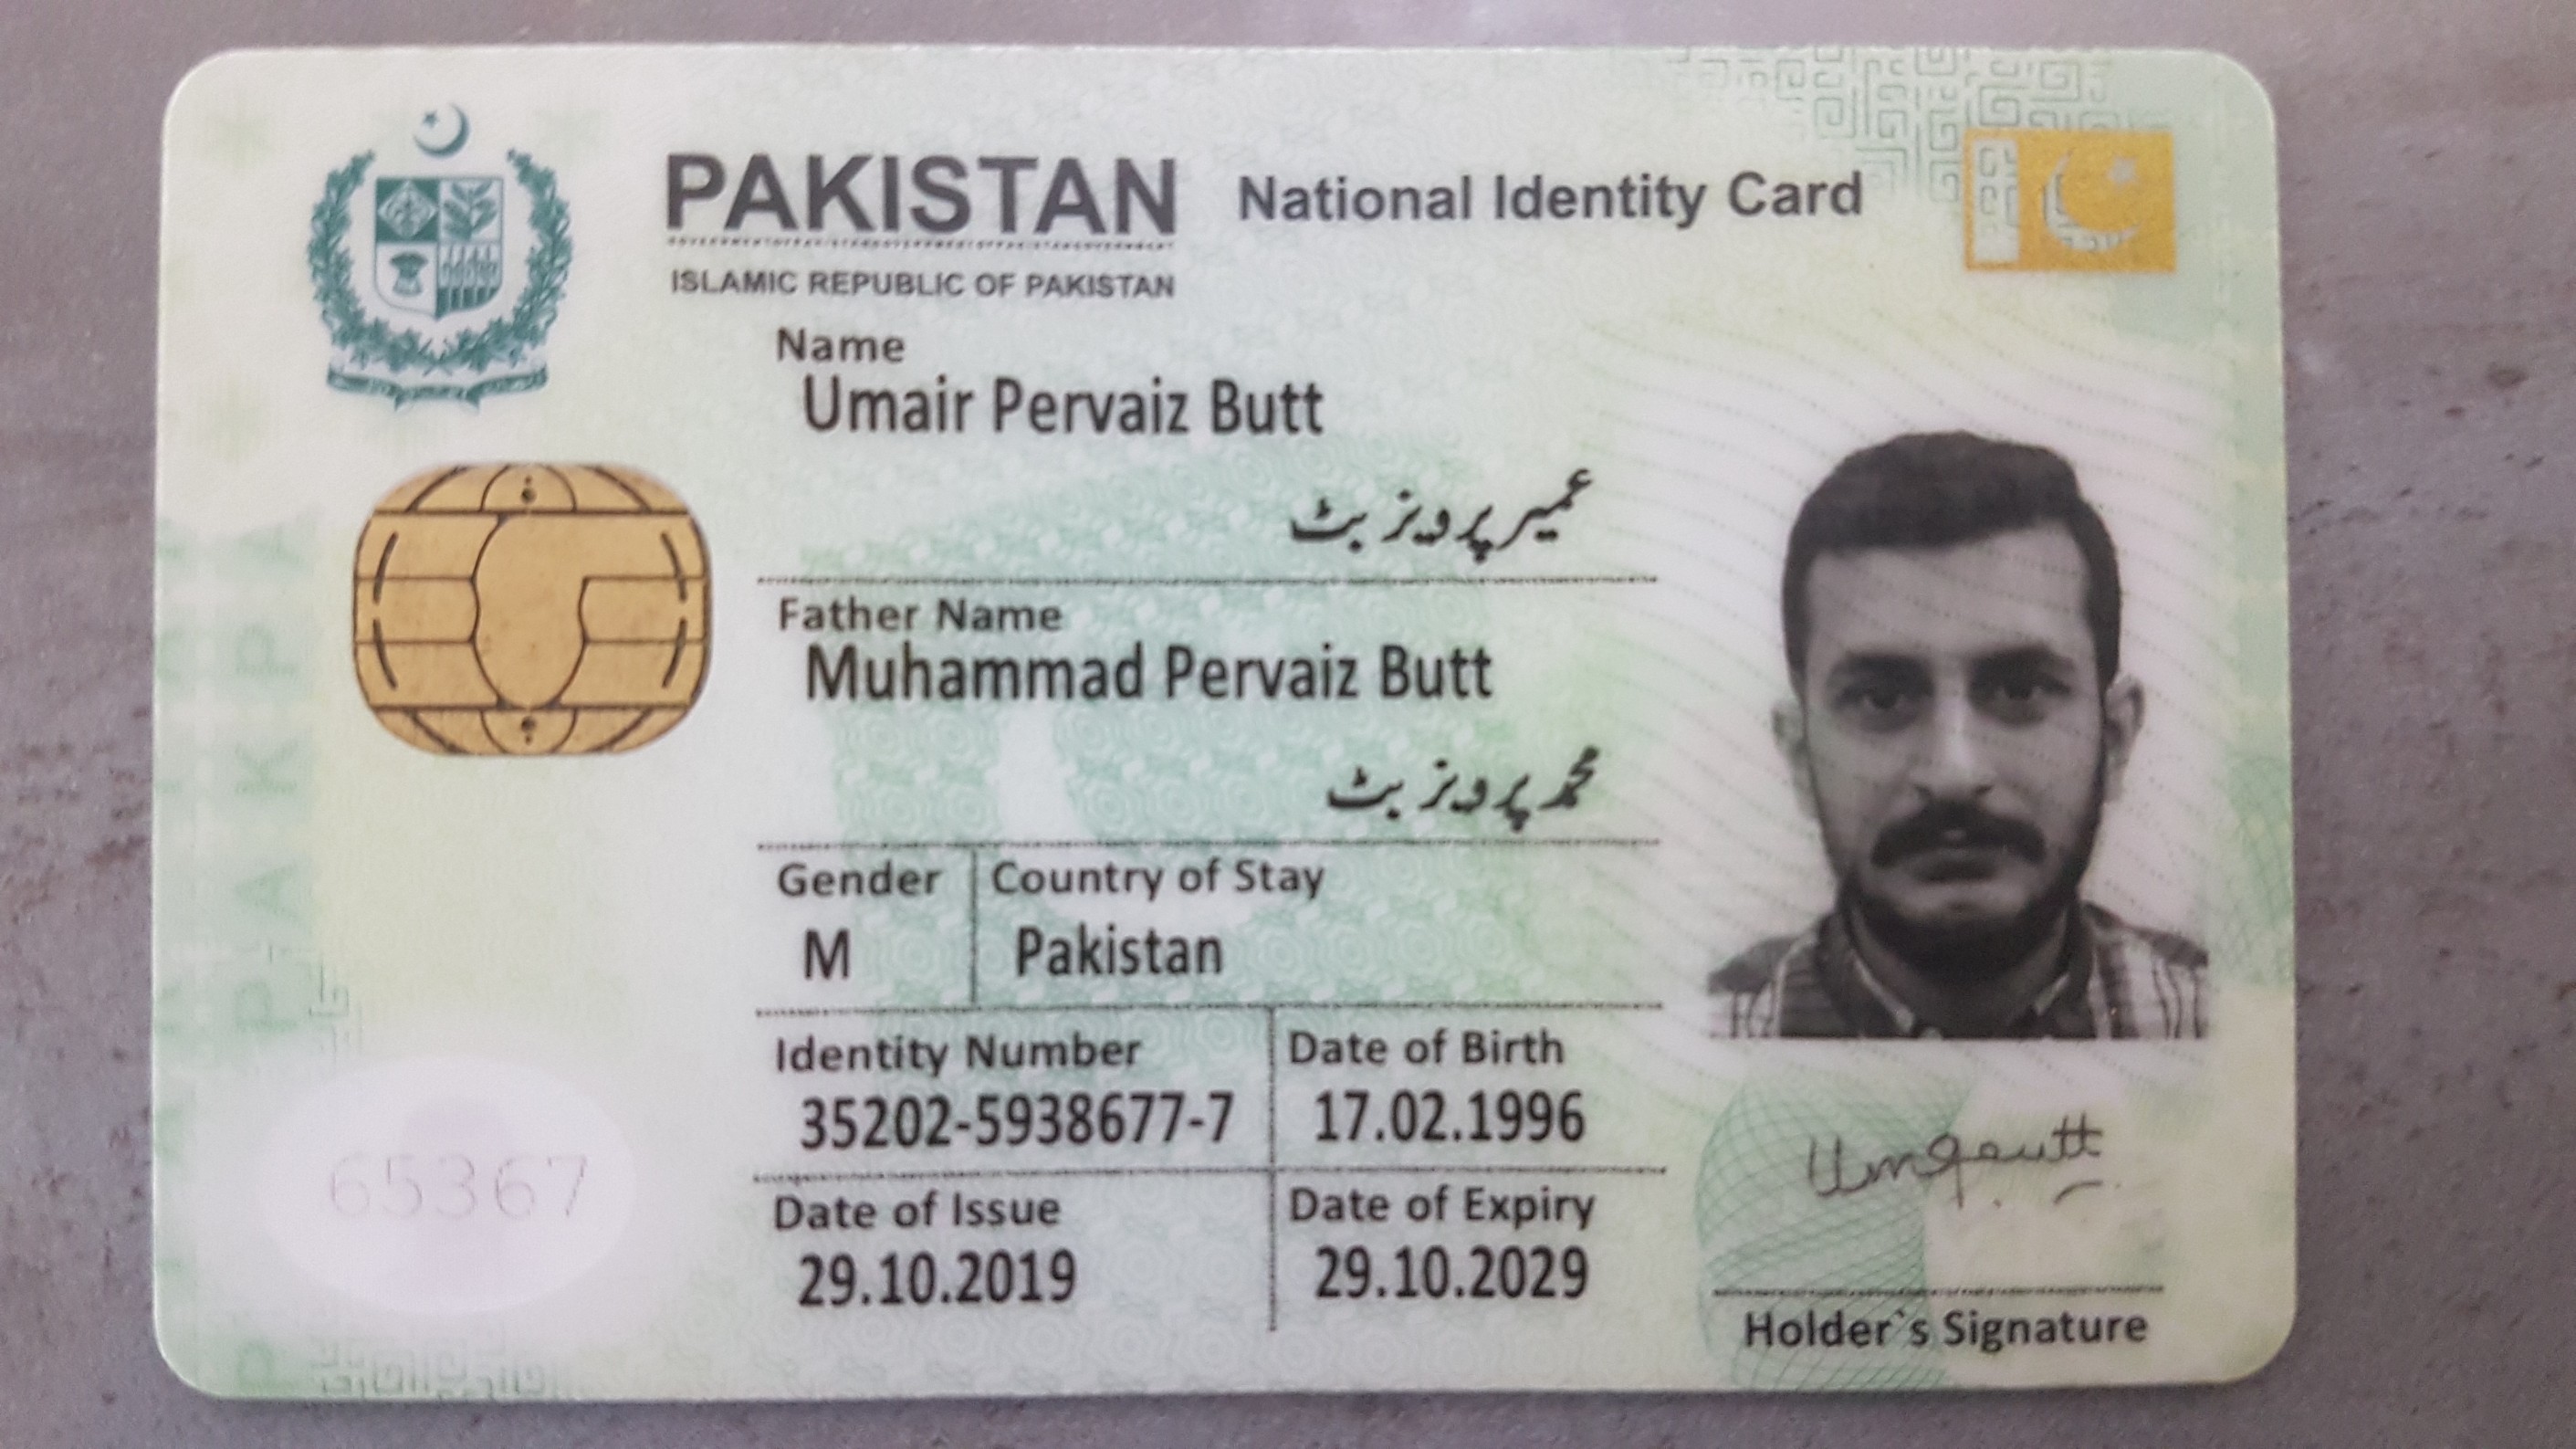 PAKISTAN National Identity Card
ISLAMIC REPUBLIC OF PAKISTAN
Name
Umair Pervaiz Butt
عمیر پرویز بٹ
Father Name
Muhammad Pervaiz Butt
محمد پرویز بٹ
Gender Country of Stay
M Pakistan
Identity Number Date of Birth
35202-5938677-7 17.02.1996
Date of Issue Date of Expiry
29.10.2019 29.10.2029
65367
Holder`s Signature